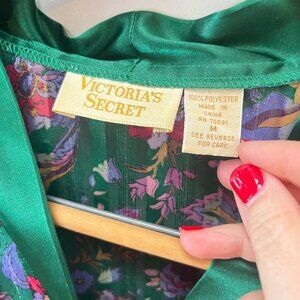 VICTORIA'S
SECRET
100% POLYESTER
MADE IN
CHINA
RN 70091
M
SEE REVERSE
FOR CARE